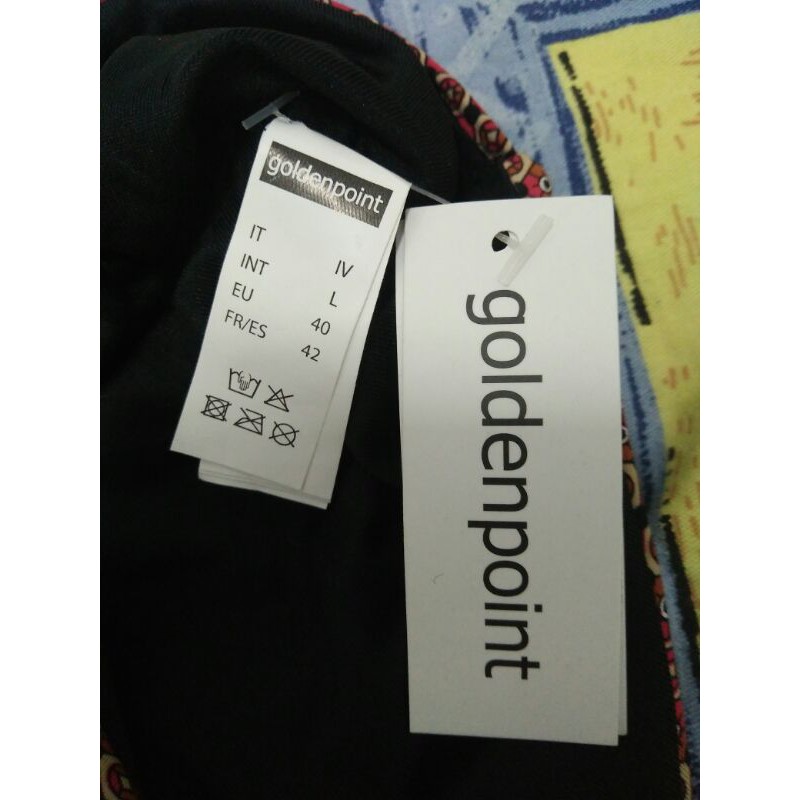 goldenpoint
IT IV
INT L
EU 40
FR/ES 42
goldenpoint